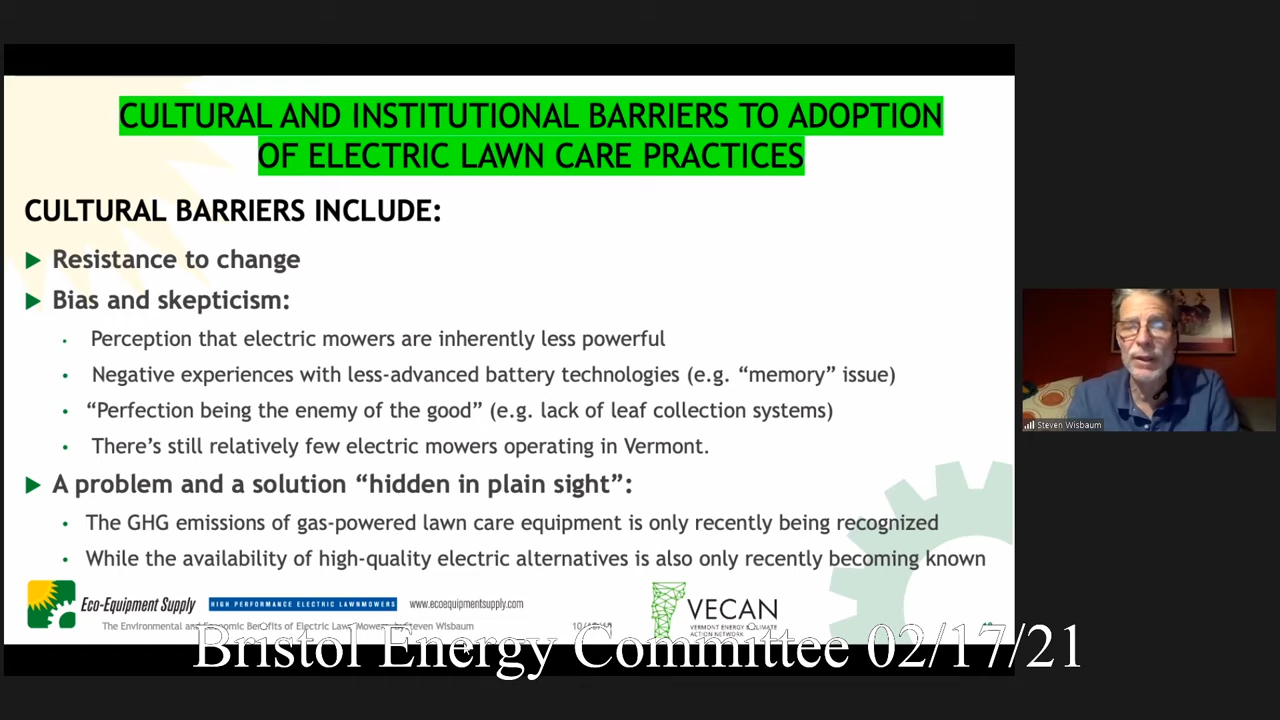 CULTURAL AND INSTITUTIONAL BARRIERS TO ADOPTION
OF ELECTRIC LAWN CARE PRACTICES
CULTURAL BARRIERS INCLUDE:
Resistance to change
Bias and skepticism:
Perception that electric mowers are inherently less powerful
Negative experiences with less-advanced battery technologies (e.g. “memory” issue)
“Perfection being the enemy of the good” (e.g. lack of leaf collection systems)
There’s still relatively few electric mowers operating in Vermont.
A problem and a solution “hidden in plain sight”:
The GHG emissions of gas-powered lawn care equipment is only recently being recognized
While the availability of high-quality electric alternatives is also only recently becoming known
Eco-Equipment Supply HIGH PERFORMANCE ELECTRIC LAWNMOWERS www.ecoequipmentsupply.com
VECAN
VERMONT ENERGY & CLIMATE
ACTION NETWORK
The Environmental and Economic Benefits of Electric Lawn Mowers by Steven Wisbaum
Steven Wisbaum
Bristol Energy Committee 02/17/21